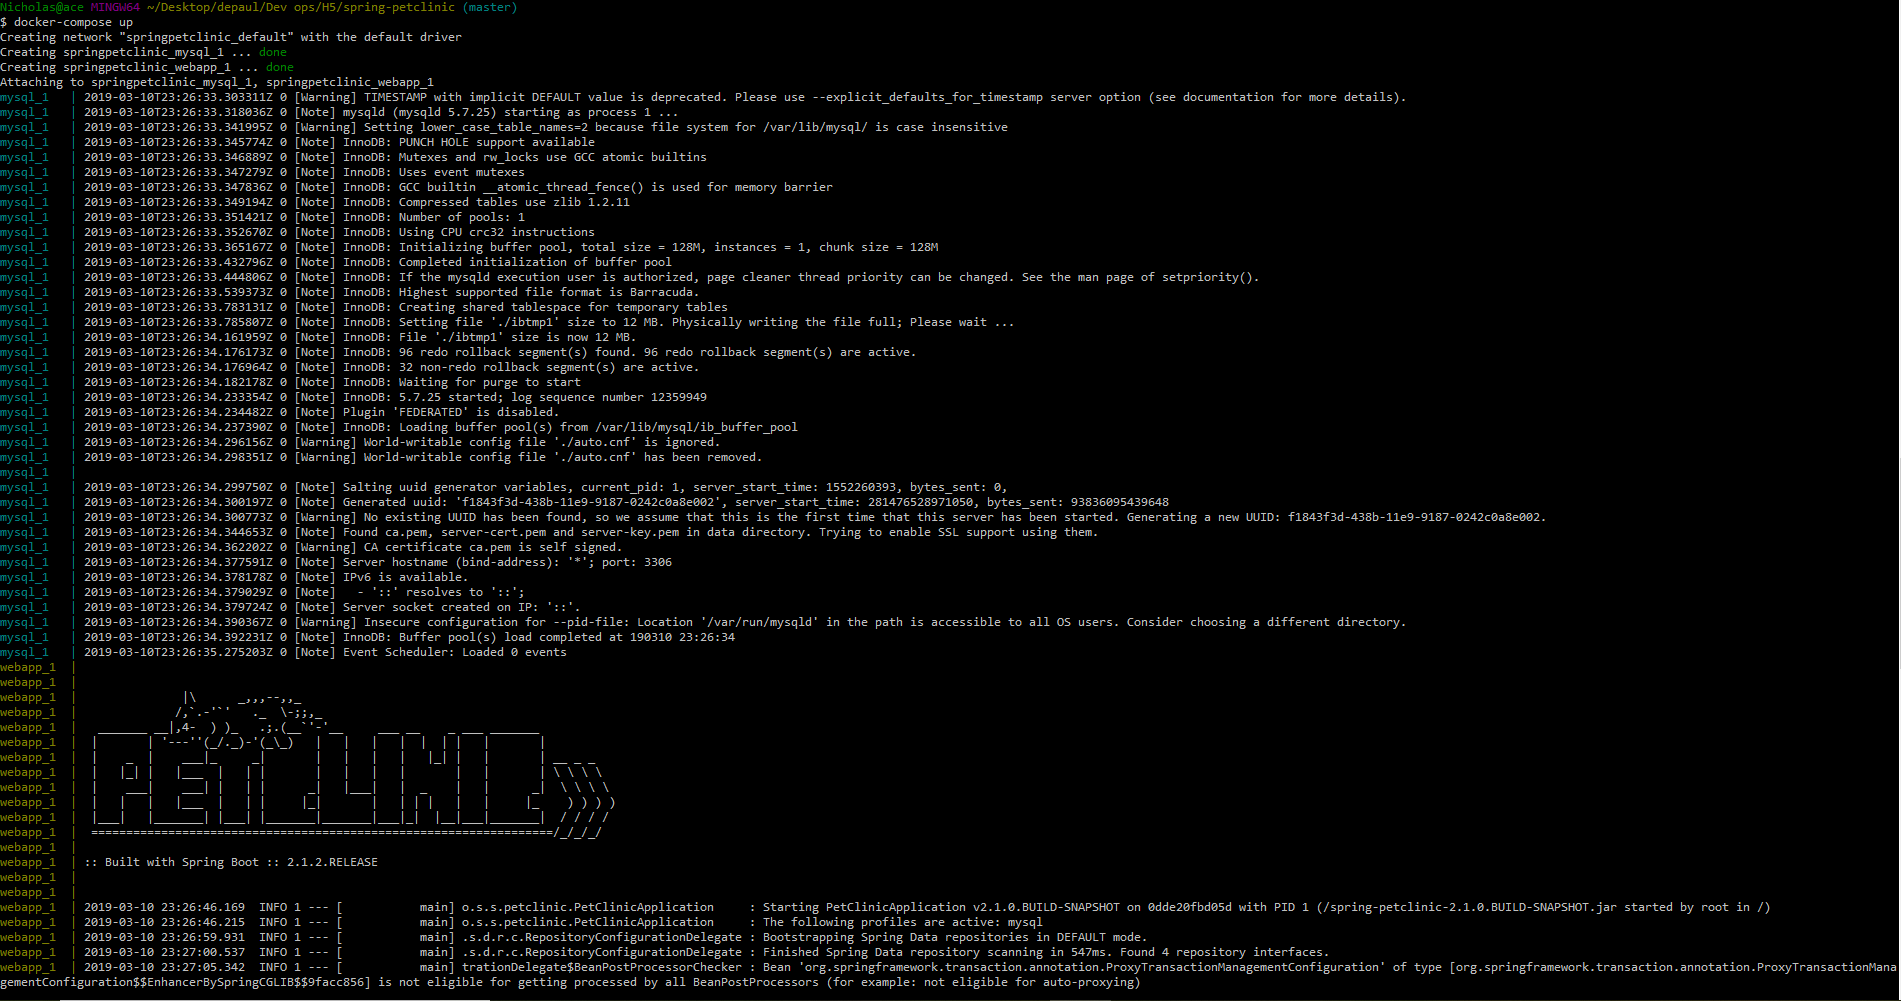 Nicholas@ace MINGW64 ~/Desktop/depaul/Dev ops/H5/spring-petclinic (master)
$ docker-compose up
Creating network "springpetclinic_default" with the default driver
Creating springpetclinic_mysql_1 ... done
Creating springpetclinic_webapp_1 ... done
Attaching to springpetclinic_mysql_1, springpetclinic_webapp_1
mysql_1   | 2019-03-10T23:26:33.303311Z 0 [Warning] TIMESTAMP with implicit DEFAULT value is deprecated. Please use --explicit_defaults_for_timestamp server option (see documentation for more details).
mysql_1   | 2019-03-10T23:26:33.318036Z 0 [Note] mysqld (mysqld 5.7.25) starting as process 1 ...
mysql_1   | 2019-03-10T23:26:33.341995Z 0 [Warning] Setting lower_case_table_names=2 because file system for /var/lib/mysql/ is case insensitive
mysql_1   | 2019-03-10T23:26:33.345774Z 0 [Note] InnoDB: PUNCH HOLE support available
mysql_1   | 2019-03-10T23:26:33.346889Z 0 [Note] InnoDB: Mutexes and rw_locks use GCC atomic builtins
mysql_1   | 2019-03-10T23:26:33.347279Z 0 [Note] InnoDB: Uses event mutexes
mysql_1   | 2019-03-10T23:26:33.347836Z 0 [Note] InnoDB: GCC builtin __atomic_thread_fence() is used for memory barrier
mysql_1   | 2019-03-10T23:26:33.349194Z 0 [Note] InnoDB: Compressed tables use zlib 1.2.11
mysql_1   | 2019-03-10T23:26:33.351421Z 0 [Note] InnoDB: Number of pools: 1
mysql_1   | 2019-03-10T23:26:33.352670Z 0 [Note] InnoDB: Using CPU crc32 instructions
mysql_1   | 2019-03-10T23:26:33.365167Z 0 [Note] InnoDB: Initializing buffer pool, total size = 128M, instances = 1, chunk size = 128M
mysql_1   | 2019-03-10T23:26:33.432796Z 0 [Note] InnoDB: Completed initialization of buffer pool
mysql_1   | 2019-03-10T23:26:33.444806Z 0 [Note] InnoDB: If the mysqld execution user is authorized, page cleaner thread priority can be changed. See the man page of setpriority().
mysql_1   | 2019-03-10T23:26:33.539373Z 0 [Note] InnoDB: Highest supported file format is Barracuda.
mysql_1   | 2019-03-10T23:26:33.783131Z 0 [Note] InnoDB: Creating shared tablespace for temporary tables
mysql_1   | 2019-03-10T23:26:33.785807Z 0 [Note] InnoDB: Setting file './ibtmp1' size to 12 MB. Physically writing the file full; Please wait ...
mysql_1   | 2019-03-10T23:26:34.161959Z 0 [Note] InnoDB: File './ibtmp1' size is now 12 MB.
mysql_1   | 2019-03-10T23:26:34.176173Z 0 [Note] InnoDB: 96 redo rollback segment(s) found. 96 redo rollback segment(s) are active.
mysql_1   | 2019-03-10T23:26:34.176964Z 0 [Note] InnoDB: 32 non-redo rollback segment(s) are active.
mysql_1   | 2019-03-10T23:26:34.182178Z 0 [Note] InnoDB: Waiting for purge to start
mysql_1   | 2019-03-10T23:26:34.233354Z 0 [Note] InnoDB: 5.7.25 started; log sequence number 12359949
mysql_1   | 2019-03-10T23:26:34.234482Z 0 [Note] Plugin 'FEDERATED' is disabled.
mysql_1   | 2019-03-10T23:26:34.237390Z 0 [Note] InnoDB: Loading buffer pool(s) from /var/lib/mysql/ib_buffer_pool
mysql_1   | 2019-03-10T23:26:34.296156Z 0 [Warning] World-writable config file './auto.cnf' is ignored.
mysql_1   | 2019-03-10T23:26:34.298351Z 0 [Warning] World-writable config file './auto.cnf' has been removed.
mysql_1   |
mysql_1   | 2019-03-10T23:26:34.299750Z 0 [Note] Salting uuid generator variables, current_pid: 1, server_start_time: 1552260393, bytes_sent: 0,
mysql_1   | 2019-03-10T23:26:34.300197Z 0 [Note] Generated uuid: 'f1843f3d-438b-11e9-9187-0242c0a8e002', server_start_time: 281476528971050, bytes_sent: 93836095439648
mysql_1   | 2019-03-10T23:26:34.300773Z 0 [Warning] No existing UUID has been found, so we assume that this is the first time that this server has been started. Generating a new UUID: f1843f3d-438b-11e9-9187-0242c0a8e002.
mysql_1   | 2019-03-10T23:26:34.344653Z 0 [Note] Found ca.pem, server-cert.pem and server-key.pem in data directory. Trying to enable SSL support using them.
mysql_1   | 2019-03-10T23:26:34.362202Z 0 [Warning] CA certificate ca.pem is self signed.
mysql_1   | 2019-03-10T23:26:34.377591Z 0 [Note] Server hostname (bind-address): '*'; port: 3306
mysql_1   | 2019-03-10T23:26:34.378178Z 0 [Note] IPv6 is available.
mysql_1   | 2019-03-10T23:26:34.379029Z 0 [Note]   - '::' resolves to '::';
mysql_1   | 2019-03-10T23:26:34.379724Z 0 [Note] Server socket created on IP: '::'.
mysql_1   | 2019-03-10T23:26:34.390367Z 0 [Warning] Insecure configuration for --pid-file: Location '/var/run/mysqld' in the path is accessible to all OS users. Consider choosing a different directory.
mysql_1   | 2019-03-10T23:26:34.392231Z 0 [Note] InnoDB: Buffer pool(s) load completed at 190310 23:26:34
mysql_1   | 2019-03-10T23:26:35.275203Z 0 [Note] Event Scheduler: Loaded 0 events
webapp_1  |
webapp_1  |
webapp_1  |
webapp_1  |
webapp_1  |
webapp_1  |
webapp_1  |
webapp_1  | PETCLINIC
webapp_1  |
webapp_1  |
webapp_1  |
webapp_1  |
webapp_1  |
webapp_1  | :: Built with Spring Boot :: 2.1.2.RELEASE
webapp_1  |
webapp_1  |
webapp_1  | 2019-03-10 23:26:46.169  INFO 1 --- [           main] o.s.s.petclinic.PetClinicApplication     : Starting PetClinicApplication v2.1.0.BUILD-SNAPSHOT on 0dde20fbd05d with PID 1 (/spring-petclinic-2.1.0.BUILD-SNAPSHOT.jar started by root in /)
webapp_1  | 2019-03-10 23:26:46.215  INFO 1 --- [           main] o.s.s.petclinic.PetClinicApplication     : The following profiles are active: mysql
webapp_1  | 2019-03-10 23:26:59.931  INFO 1 --- [           main] .s.d.r.c.RepositoryConfigurationDelegate : Bootstrapping Spring Data repositories in DEFAULT mode.
webapp_1  | 2019-03-10 23:27:00.537  INFO 1 --- [           main] .s.d.r.c.RepositoryConfigurationDelegate : Finished Spring Data repository scanning in 547ms. Found 4 repository interfaces.
webapp_1  | 2019-03-10 23:27:05.342  INFO 1 --- [           main] trationDelegate$BeanPostProcessorChecker : Bean 'org.springframework.transaction.annotation.ProxyTransactionManagementConfiguration' of type [org.springframework.transaction.annotation.ProxyTransactionMana
gementConfiguration$$EnhancerBySpringCGLIB$$9facc856] is not eligible for getting processed by all BeanPostProcessors (for example: not eligible for auto-proxying)